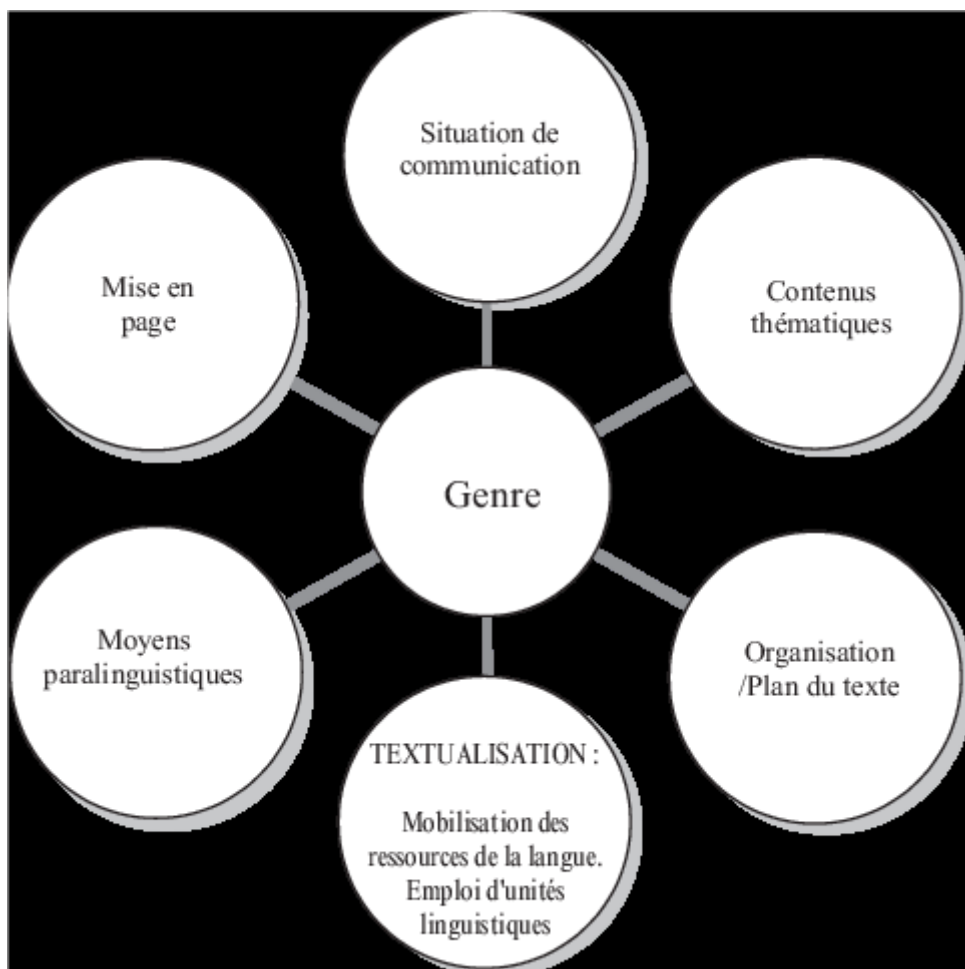 Situation de
communication
Mise en
page
Contenus
thématiques
Genre
Moyens
paralinguistiques
Organisation
/Plan du texte
TEXTUALISATION :
Mobilisation des
ressources de la langue.
Emploi d'unités
linguistiques